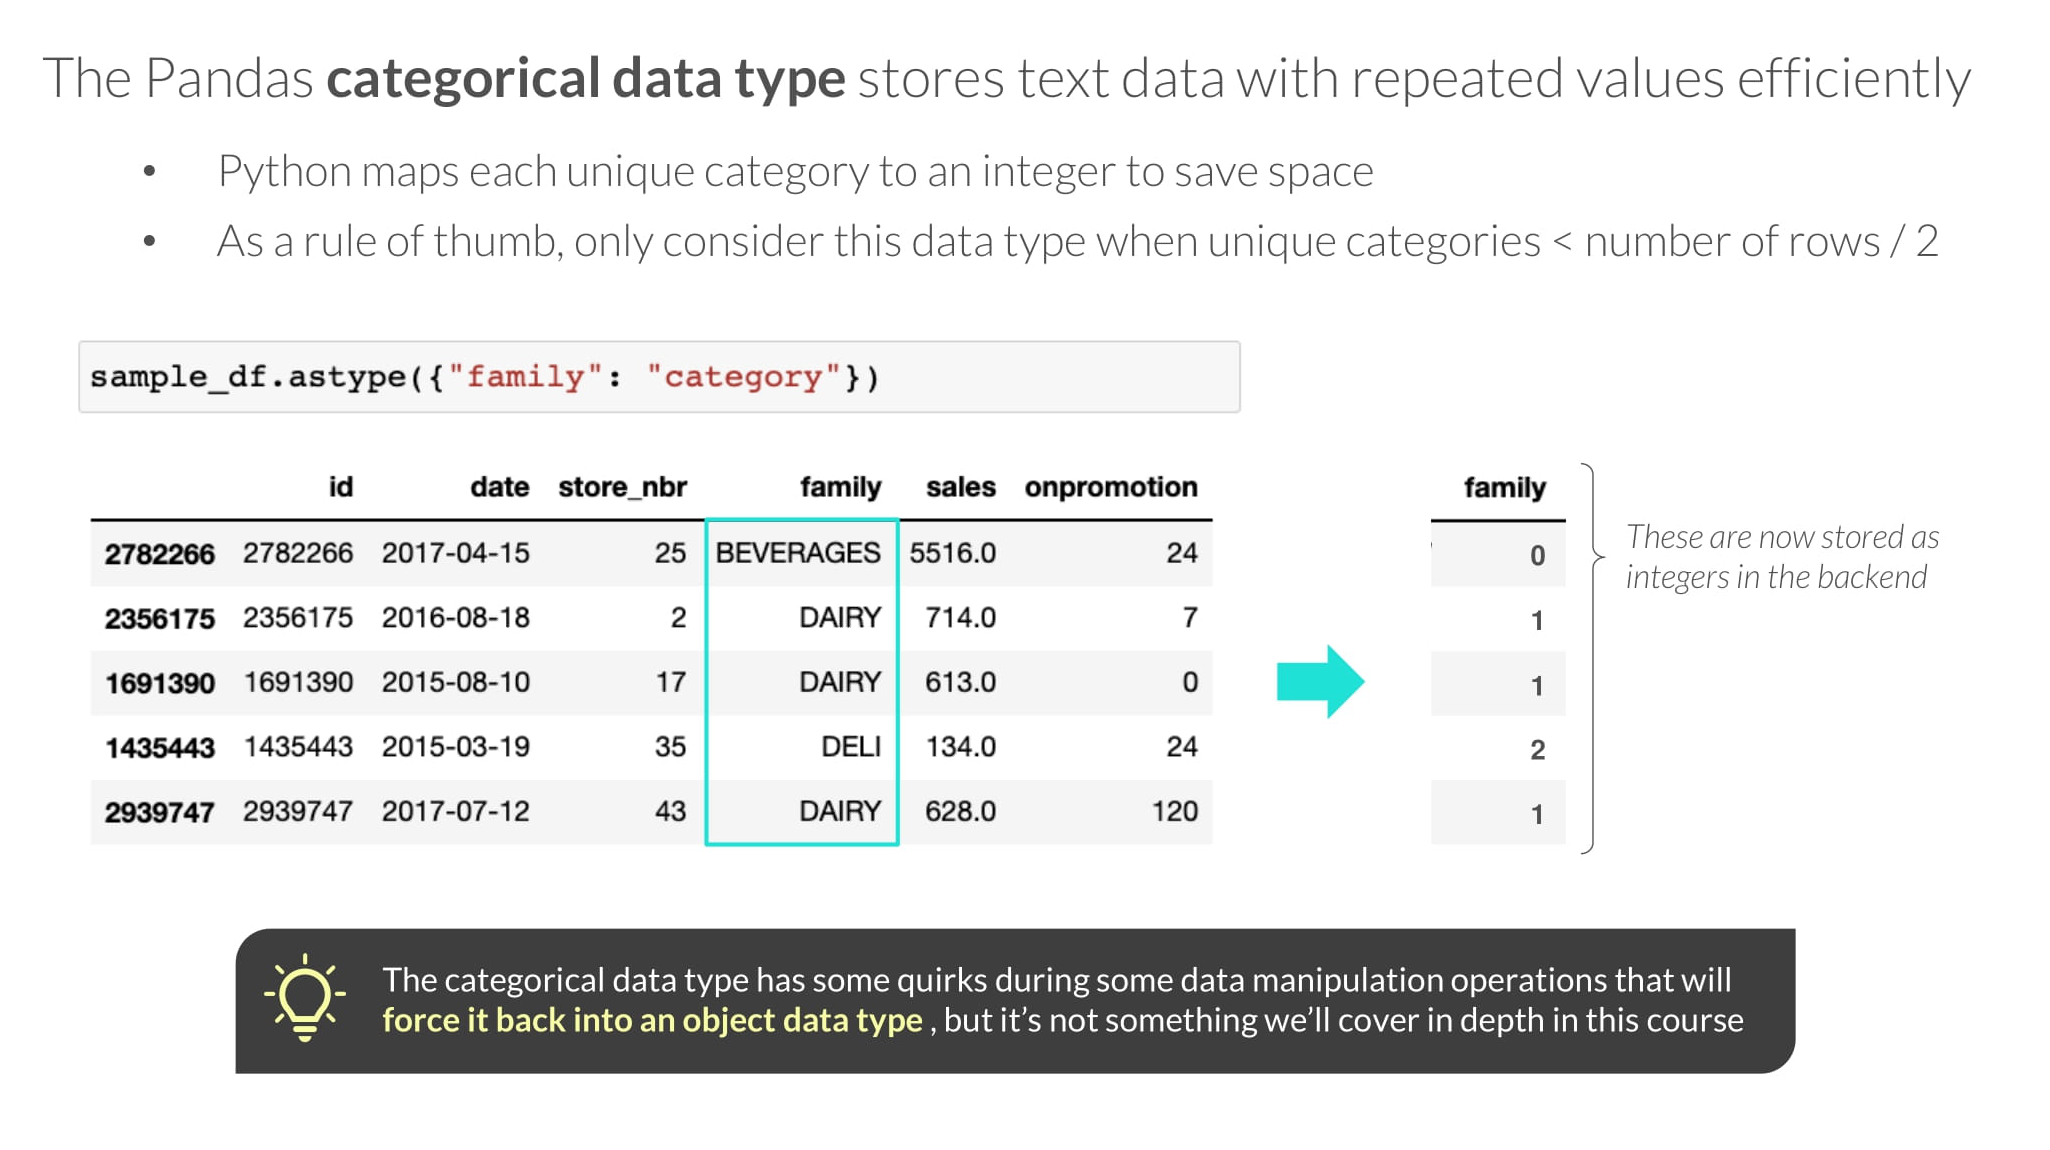 The Pandas categorical data type stores text data with repeated values efficiently
• Python maps each unique category to an integer to save space
• As a rule of thumb, only consider this data type when unique categories < number of rows / 2
sample_df.astype({"family": "category"})
id date store_nbr family sales onpromotion
2782266 2782266 2017-04-15 25 BEVERAGES 5516.0 24
2356175 2356175 2016-08-18 2 DAIRY 714.0 7
1691390 1691390 2015-08-10 17 DAIRY 613.0 0
1435443 1435443 2015-03-19 35 DELI 134.0 24
2939747 2939747 2017-07-12 43 DAIRY 628.0 120
family
0
1
1
2
1
These are now stored as
integers in the backend
The categorical data type has some quirks during some data manipulation operations that will
force it back into an object data type , but it’s not something we’ll cover in depth in this course